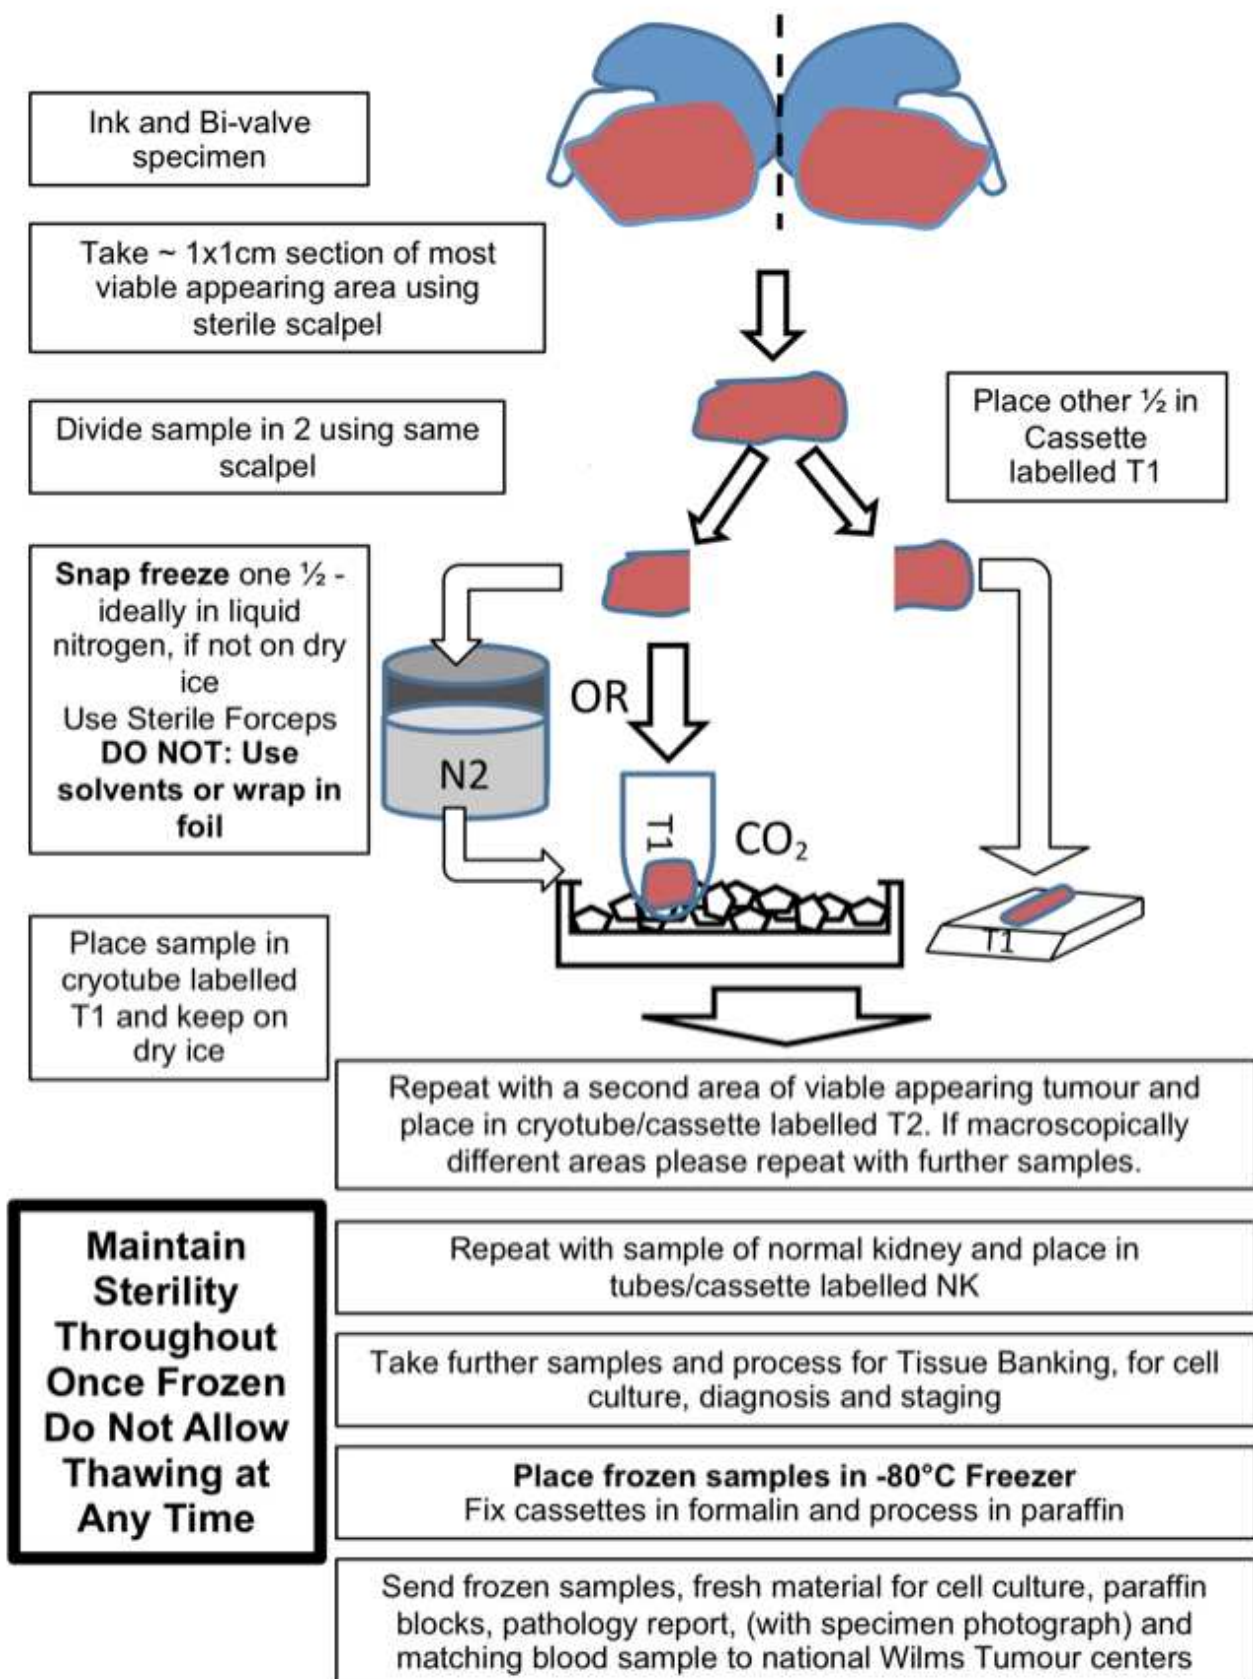 Ink and Bi-valve
specimen
Take ~ 1x1cm section of most
viable appearing area using
sterile scalpel
Divide sample in 2 using same
scalpel
Place other ½ in
Cassette
labelled T1
Snap freeze one ½ -
ideally in liquid
nitrogen, if not on dry
ice
Use Sterile Forceps
DO NOT: Use
solvents or wrap in
foil
N2
OR
T1
CO₂
T1
Place sample in
cryotube labelled
T1 and keep on
dry ice
Repeat with a second area of viable appearing tumour and
place in cryotube/cassette labelled T2. If macroscopically
different areas please repeat with further samples.
Maintain
Sterility
Throughout
Once Frozen
Do Not Allow
Thawing at
Any Time
Repeat with sample of normal kidney and place in
tubes/cassette labelled NK
Take further samples and process for Tissue Banking, for cell
culture, diagnosis and staging
Place frozen samples in -80°C Freezer
Fix cassettes in formalin and process in paraffin
Send frozen samples, fresh material for cell culture, paraffin
blocks, pathology report, (with specimen photograph) and
matching blood sample to national Wilms Tumour centers